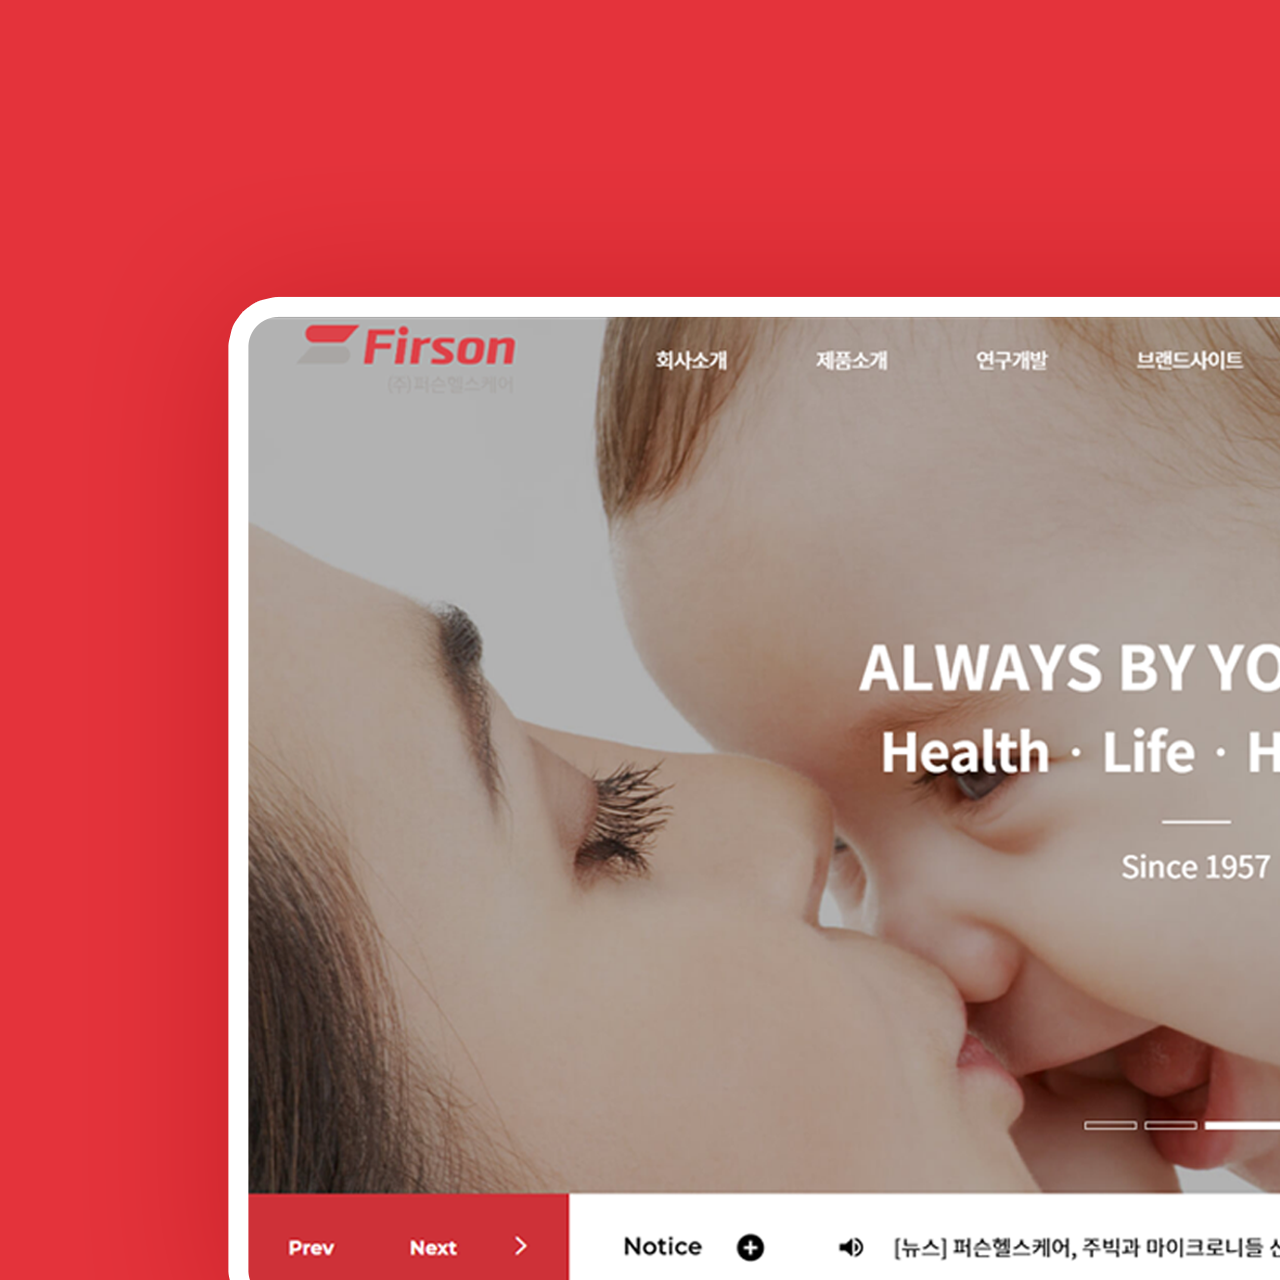 Firson
(주)퍼슨헬스케어
회사소개 제품소개 연구개발 브랜드사이트
ALWAYS BY YO
Health · Life · H
Since 1957
Prev Next
Notice
[뉴스] 퍼슨헬스케어, 주빅과 마이크로니들